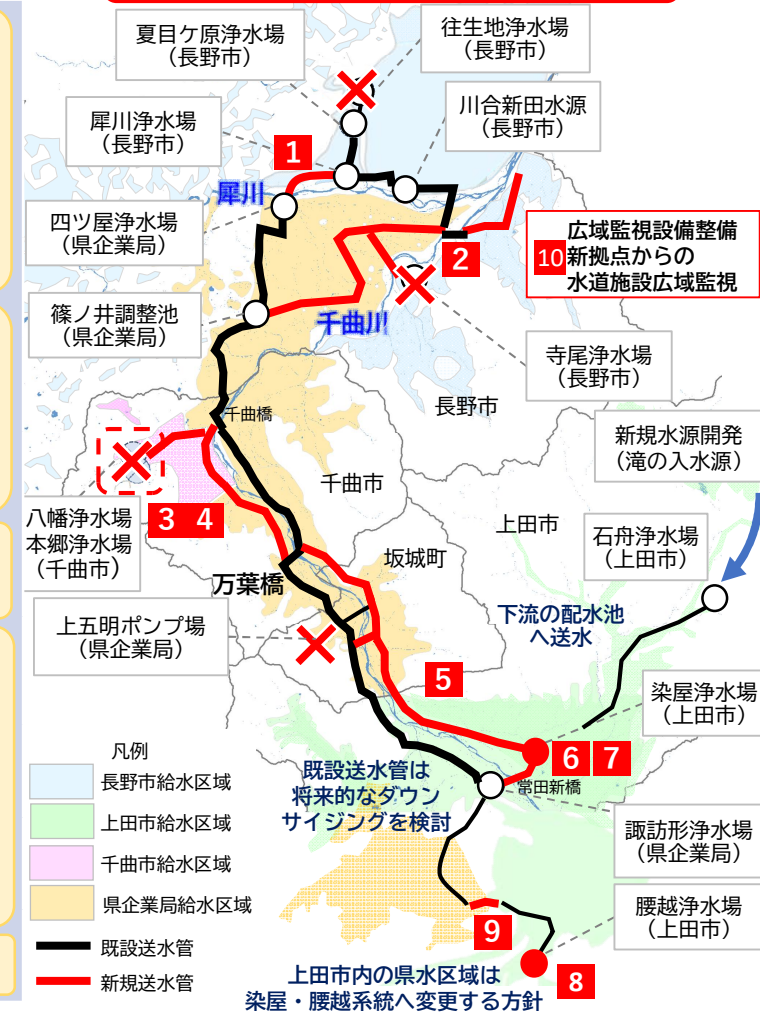 夏目ケ原浄水場
（長野市）
往生地浄水場
（長野市）
犀川浄水場
（長野市）
川合新田水源
（長野市）
1
犀川
四ツ屋浄水場
（県企業局）
2
10
広域監視設備整備
新拠点からの
水道施設広域監視
篠ノ井調整池
（県企業局）
千曲川
寺尾浄水場
（長野市）
長野市
千曲橋
新規水源開発
（滝の入水源）
千曲市
八幡浄水場
本郷浄水場
（千曲市）
3 4
上田市
石舟浄水場
（上田市）
坂城町
万葉橋
下流の配水池
へ送水
上五明ポンプ場
（県企業局）
5
染屋浄水場
（上田市）
6 7
凡例
長野市給水区域
上田市給水区域
千曲市給水区域
県企業局給水区域
既設送水管
新規送水管
既設送水管は
将来的なダウン
サイジングを検討
常田新橋
諏訪形浄水場
（県企業局）
腰越浄水場
（上田市）
9
8
上田市内の県水区域は
染屋・腰越系統へ変更する方針